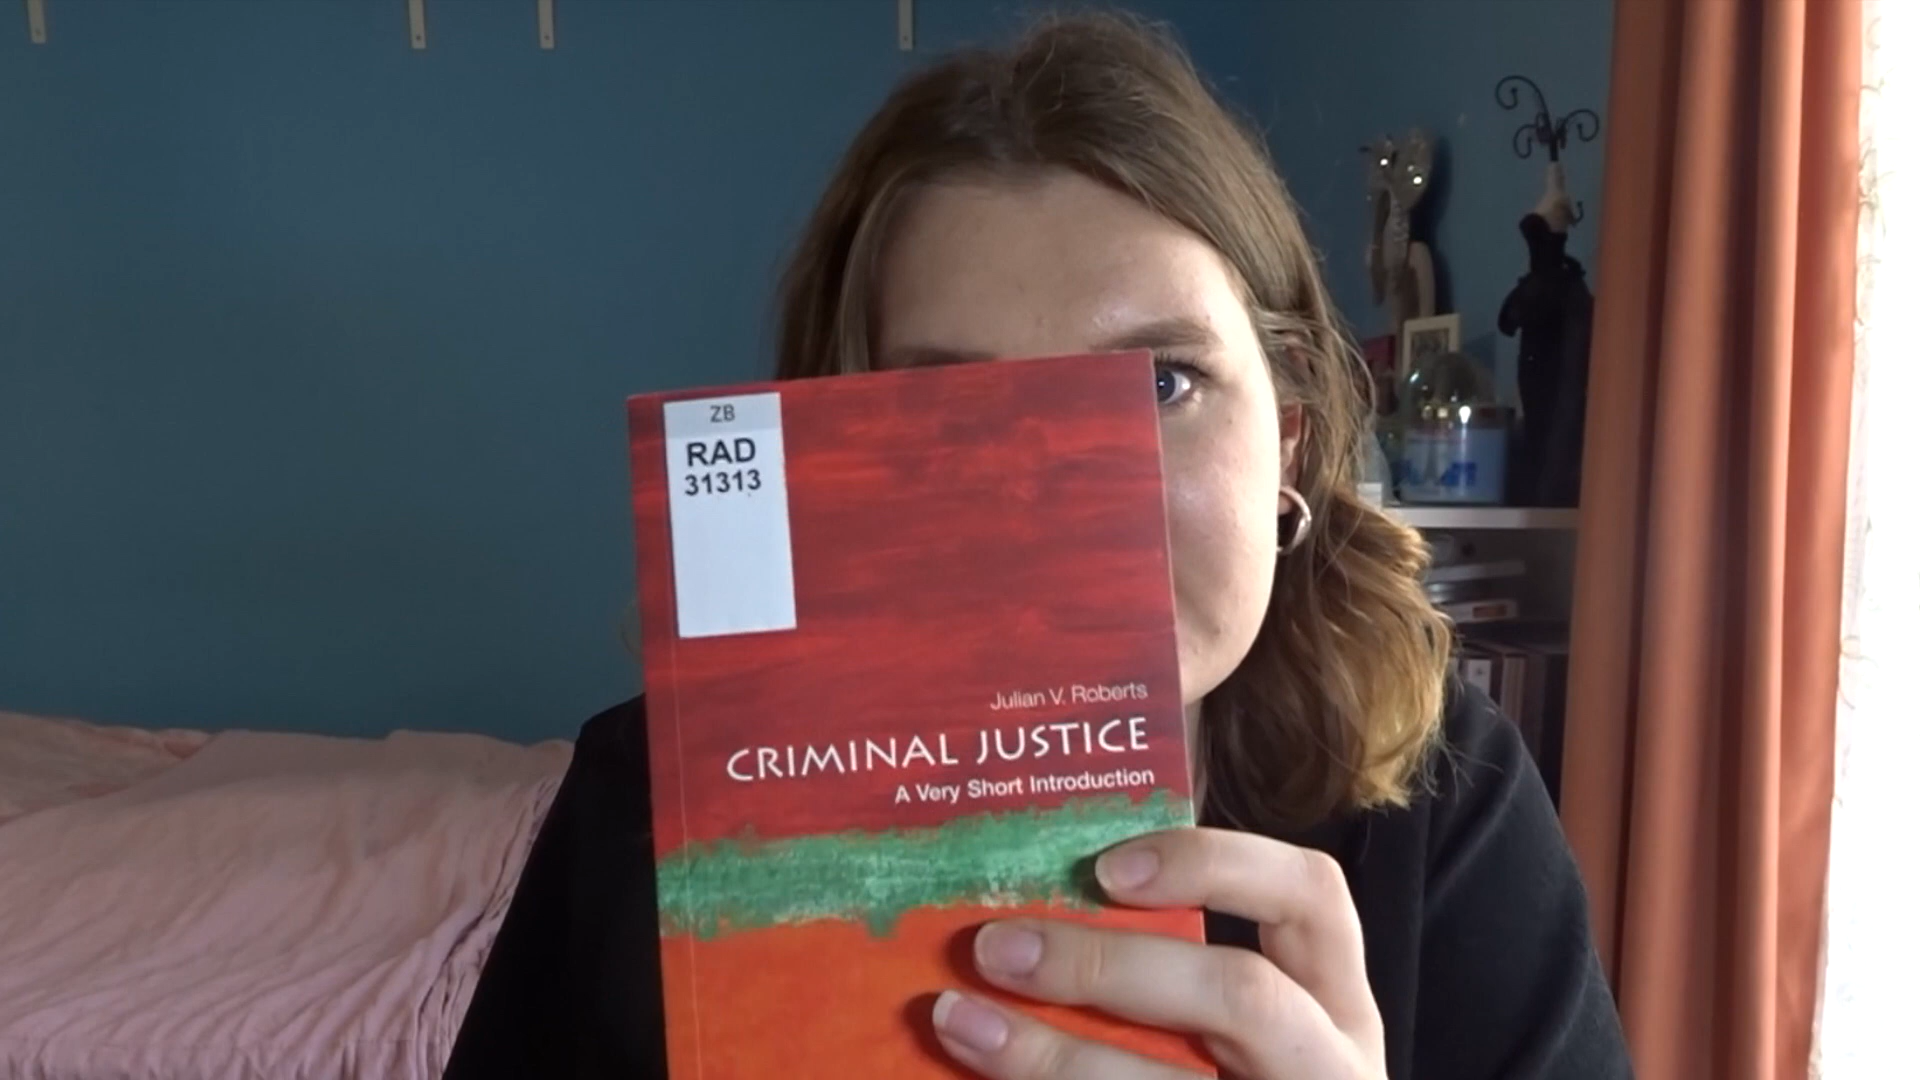 ZB
RAD
31313
Julian V. Roberts
CRIMINAL JUSTICE
A Very Short Introduction